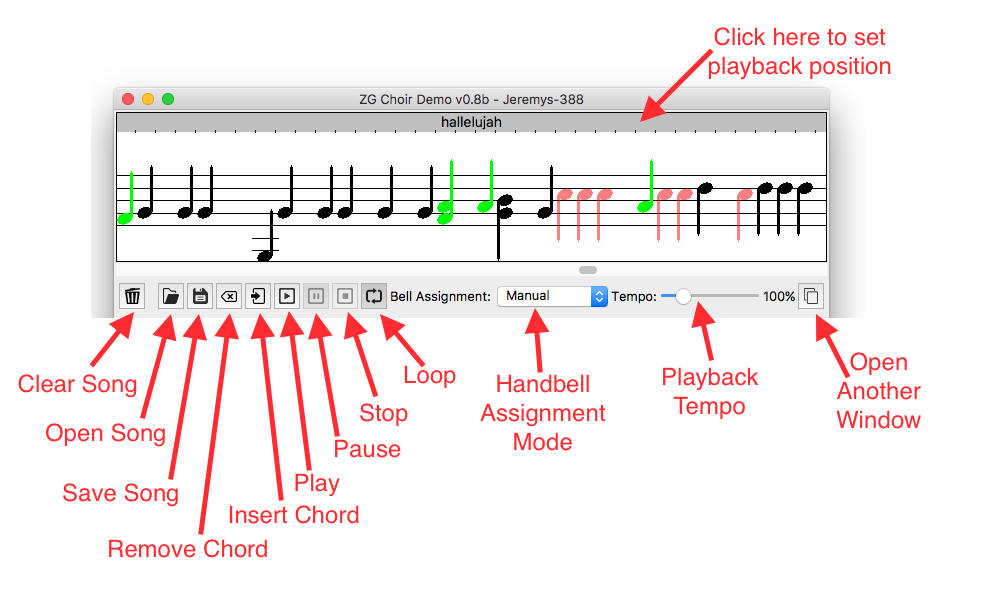 Click here to set
playback position
ZG Choir Demo v0.8b - Jeremys-388
hallelujah
Bell Assignment:
Manual
Tempo:
100%
Clear Song
Open Song
Save Song
Remove Chord
Insert Chord
Play
Pause
Stop
Loop
Handbell
Assignment
Mode
Playback
Tempo
Open
Another
Window